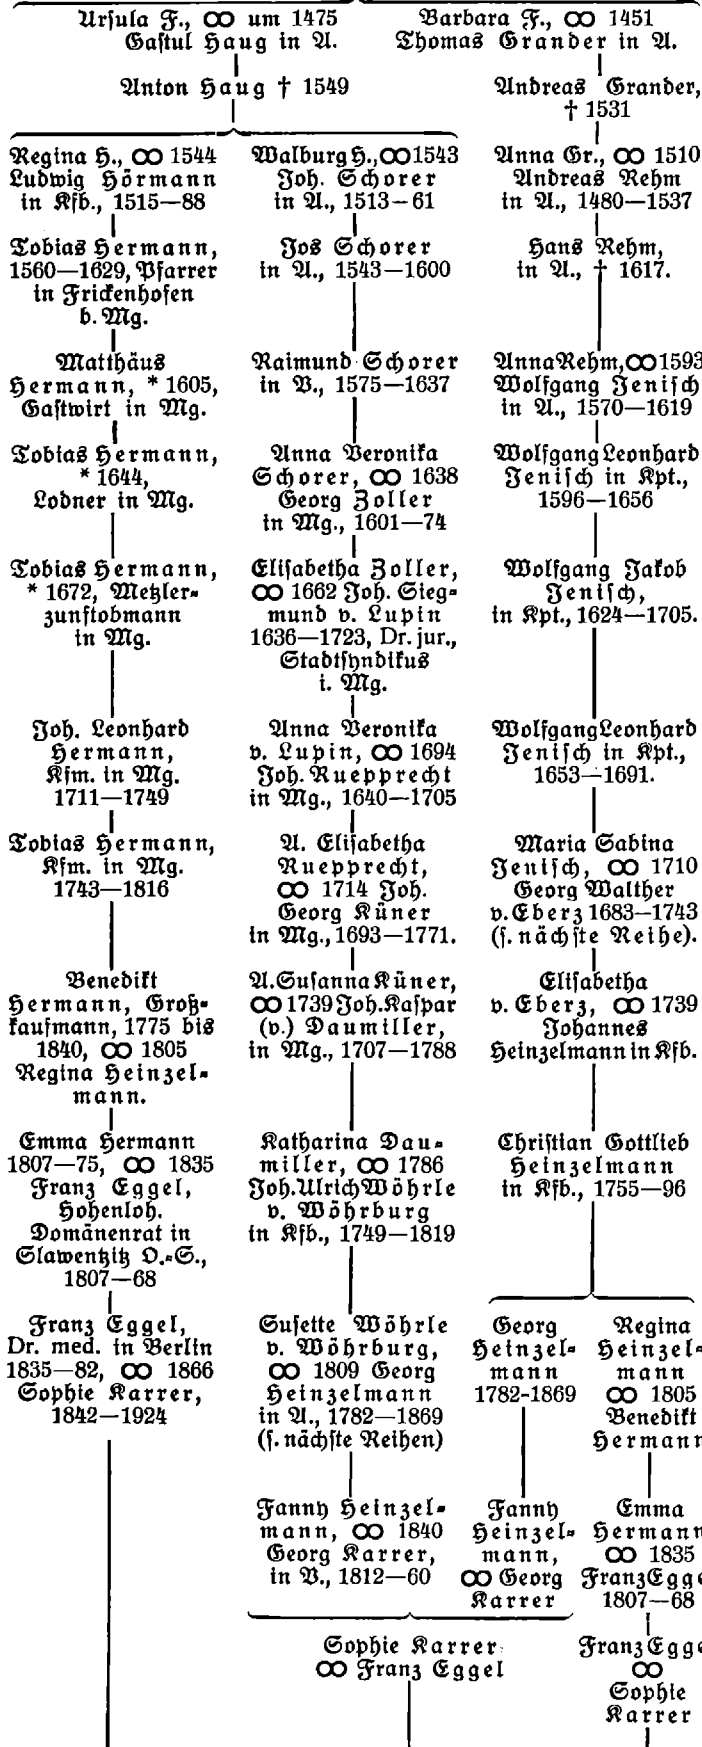 Ursula F., ∞ um 1475
Gastul Haug in A.
Anton Haug † 1549
Regina H., ∞ 1544
Ludwig Hörmann
in Kfb., 1515—88
Tobias Hermann,
1560—1629, Pfarrer
in Frickenhofen
b. Mg.
Matthäus
Hermann, * 1605,
Gastwirt in Mg.
Tobias Hermann,
* 1644,
Lodner in Mg.
Tobias Hermann,
* 1672, Metzler-
zunftobmann
in Mg.
Joh. Leonhard
Hermann,
Kfm. in Mg.
1711—1749
Tobias Hermann,
Kfm. in Mg.
1743—1816
Benedikt
Hermann, Groß-
kaufmann, 1775 bis
1840, ∞ 1805
Regina Heinzel-
mann.
Emma Hermann
1807—75, ∞ 1835
Franz Eggel,
Hohenloh.
Domänenrat in
Slawentzitz O.-S.,
1807—68
Franz Eggel,
Dr. med. in Berlin
1835—82, ∞ 1866
Sophie Karrer,
1842—1924
Walburg H., ∞ 1543
Joh. Schorer
in A., 1513—61
Jos Schorer
in A., 1543—1600
Raimund Schorer
in V., 1575—1637
Anna Veronika
Schorer, ∞ 1638
Georg Zoller
in Mg., 1601—74
Elisabetha Zoller,
∞ 1662 Joh. Sieg-
mund v. Lupin
1636—1723, Dr. jur.,
Stadtsyndikus
i. Mg.
Anna Veronika
v. Lupin, ∞ 1694
Joh. Ruepprecht
in Mg., 1640—1705
A. Elisabetha
Ruepprecht,
∞ 1714 Joh.
Georg Küner
in Mg., 1693—1771.
A. Susanna Küner,
∞ 1739 Joh. Kaspar
(v.) Daumiller,
in Mg., 1707—1788
Katharina Dau-
miller, ∞ 1786
Joh. Ulrich Wöhrle
v. Wöhrburg
in Kfb., 1749—1819
Susette Wöhrle
v. Wöhrburg,
∞ 1809 Georg
Heinzelmann
in A., 1782—1869
(s. nächste Reihen)
Fanny Heinzel-
mann, ∞ 1840
Georg Karrer,
in V., 1812—60
Barbara F., ∞ 1451
Thomas Grander in A.
Andreas Grander,
† 1531
Anna Gr., ∞ 1510
Andreas Rehm
in A., 1480—1537
Hans Rehm,
in A., † 1617.
Anna Rehm, ∞ 1593
Wolfgang Jenisch
in A., 1570—1619
Wolfgang Leonhard
Jenisch in Kpt.,
1596—1656
Wolfgang Jakob
Jenisch,
in Kpt., 1624—1705.
Wolfgang Leonhard
Jenisch in Kpt.,
1653—1691.
Maria Sabina
Jenisch, ∞ 1710
Georg Walther
v. Eberz 1683—1743
(s. nächste Reihe).
Elisabetha
v. Eberz, ∞ 1739
Johannes
Heinzelmann in Kfb.
Christian Gottlieb
Heinzelmann
in Kfb., 1755—96
Georg
Heinzel-
mann
1782-1869
Fanny
Heinzel-
mann,
∞ Georg
Karrer
Regina
Heinzel-
mann
∞ 1805
Benedikt
Hermann
Emma
Hermann
∞ 1835
Franz Egge
1807—68
Sophie Karrer
∞ Franz Eggel
Franz Egge
∞
Sophie
Karrer